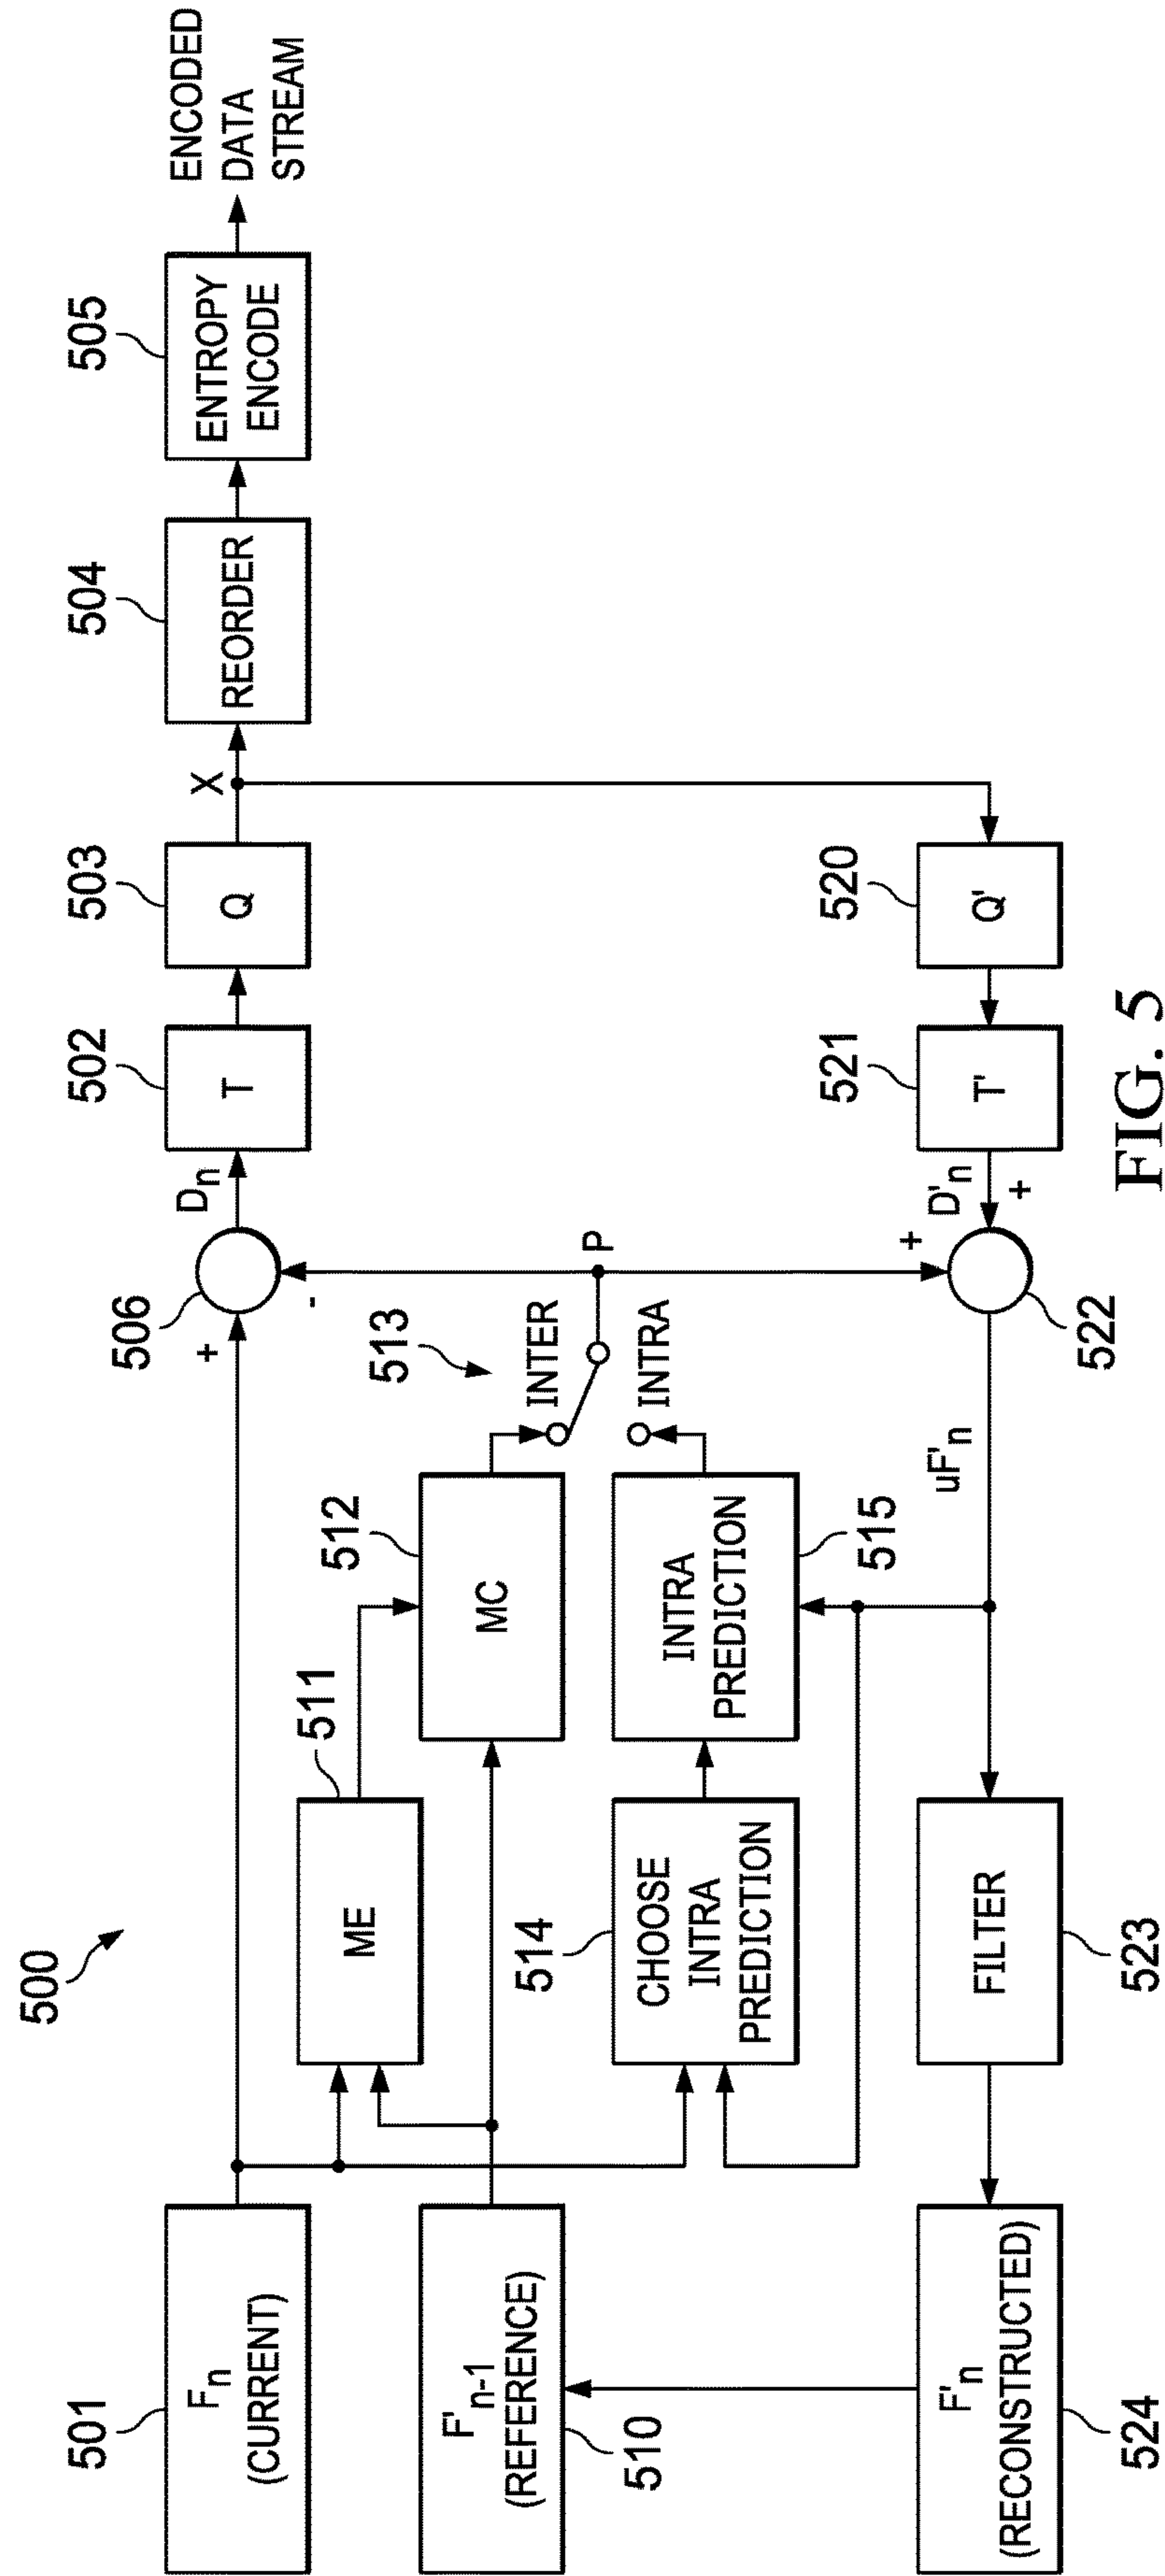 500
501
Fn
(CURRENT)
506
+
-
Dn
502
T
503
Q
X
504
REORDER
505
ENTROPY
ENCODE
ENCODED
DATA
STREAM
511
ME
512
MC
513
INTER
INTRA
P
F'n-1
(REFERENCE)
510
514
CHOOSE
INTRA
PREDICTION
INTRA
PREDICTION
515
F'n
(RECONSTRUCTED)
524
FILTER
523
uF'n
+
522
D'n
+
521
T'
520
Q'
FIG. 5